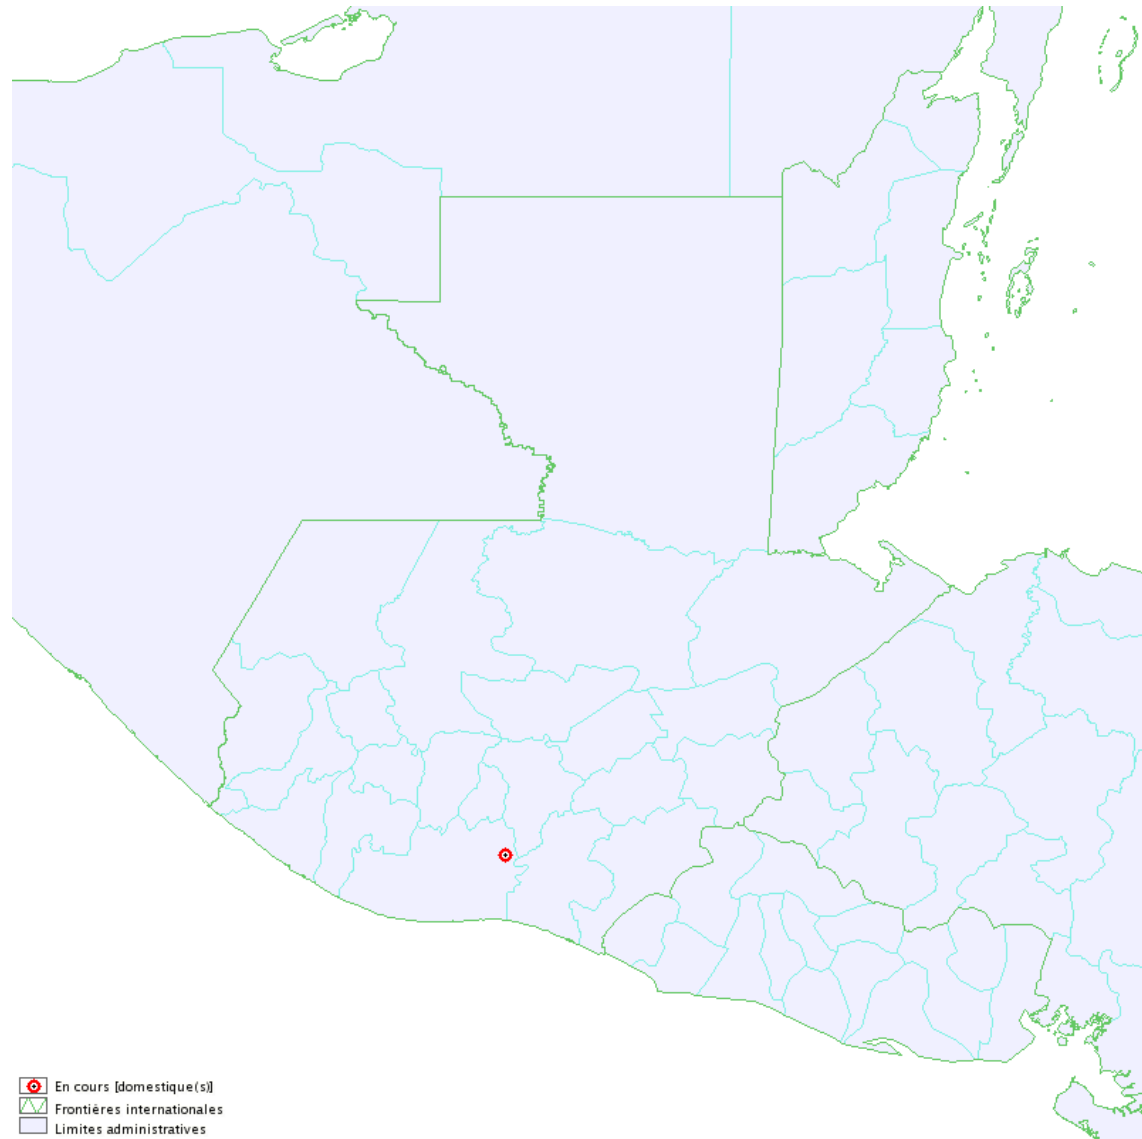 En cours [domestique(s)]
Frontières internationales
Limites administratives